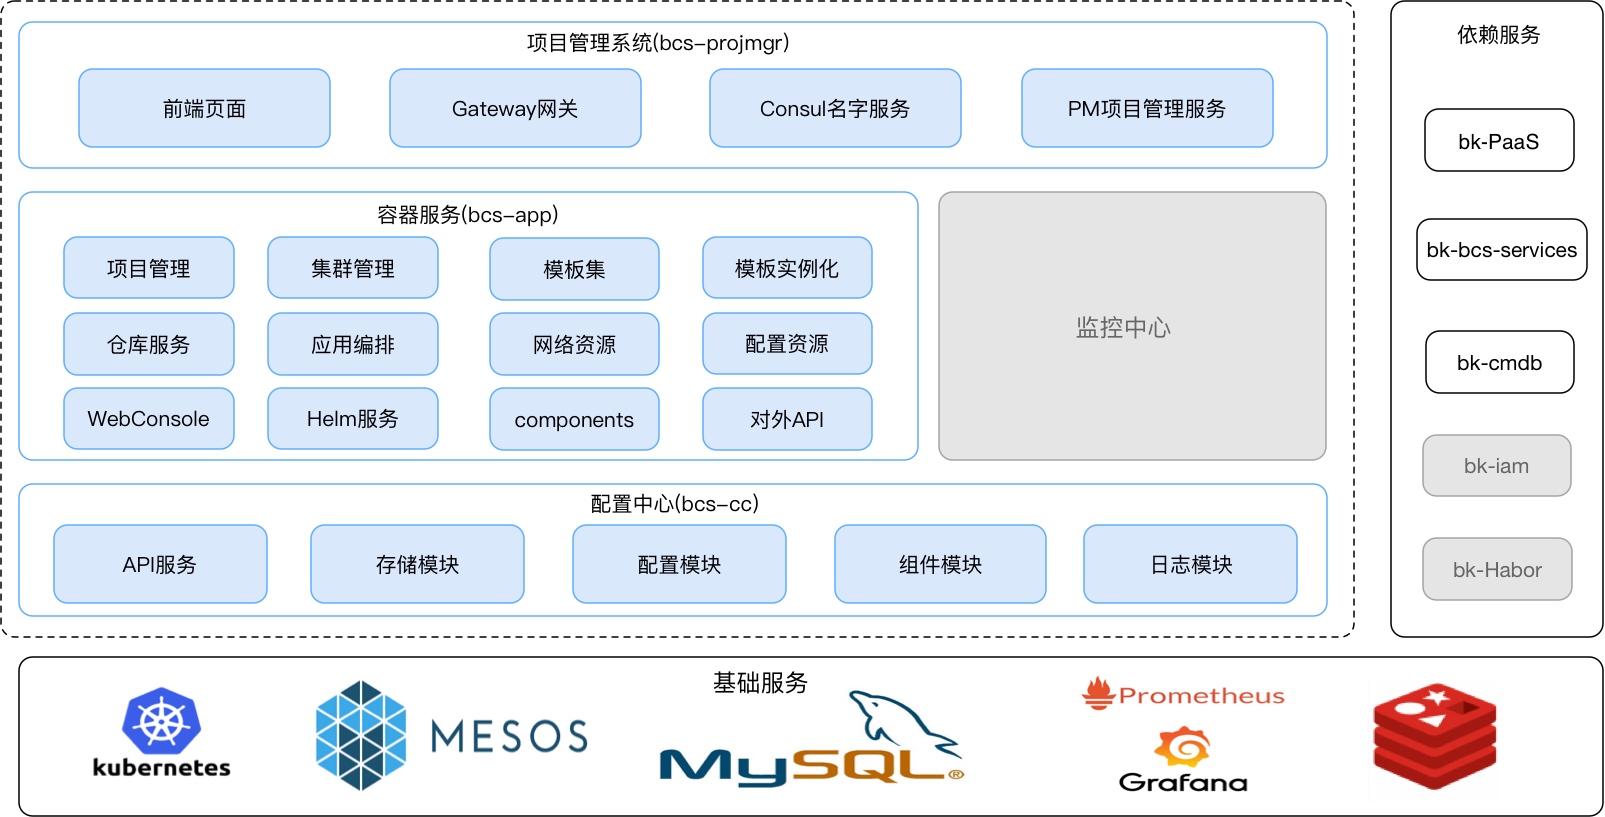 项目管理系统(bcs-projmgr)
前端页面
Gateway网关
Consul名字服务
PM项目管理服务
容器服务(bcs-app)
项目管理
集群管理
模板集
模板实例化
仓库服务
应用编排
网络资源
配置资源
WebConsole
Helm服务
components
对外API
监控中心
配置中心(bcs-cc)
API服务
存储模块
配置模块
组件模块
日志模块
依赖服务
bk-PaaS
bk-bcs-services
bk-cmdb
bk-iam
bk-Habor
基础服务
kubernetes
MESOS
MySQL®
Prometheus
Grafana